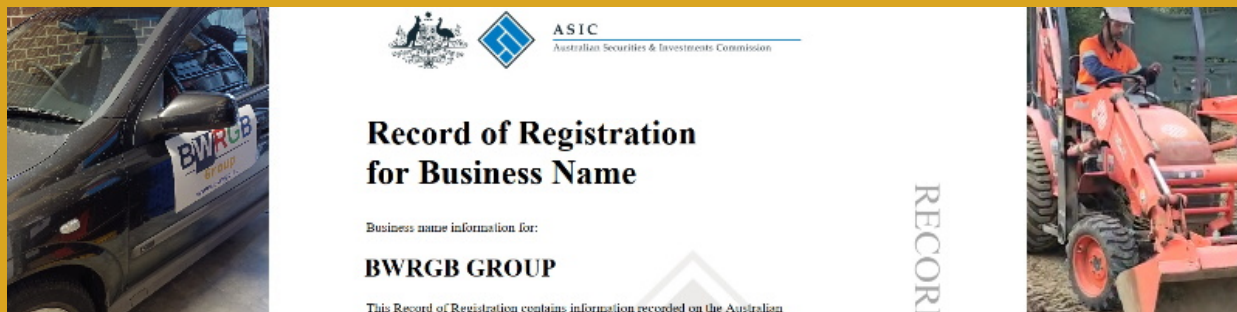 BWRGB
Group
ASIC
Australian Securities & Investments Commission
Record of Registration
for Business Name
Business name information for:
BWRGB GROUP
This Record of Registration contains information recorded on the Australian
RECOR